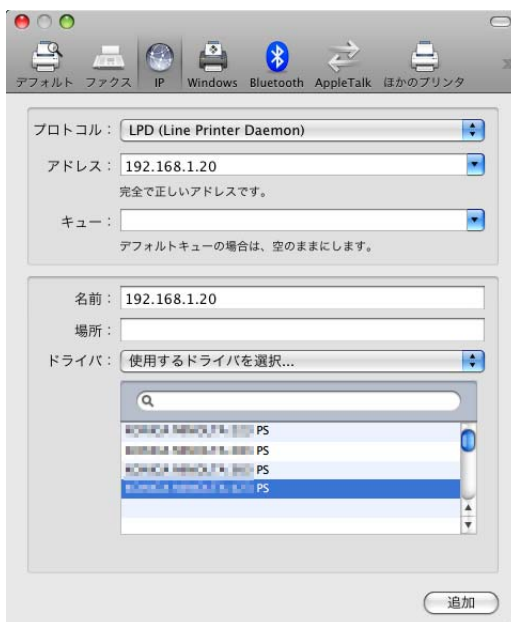 デフォルト ファクス IP Windows Bluetooth AppleTalk ほかのプリンタ
プロトコル： LPD (Line Printer Daemon)
アドレス： 192.168.1.20
完全で正しいアドレスです。
キュー：
デフォルトキューの場合は、空のままにします。
名前： 192.168.1.20
場所：
ドライバ： 使用するドライバを選択...
PS
PS
PS
PS
追加